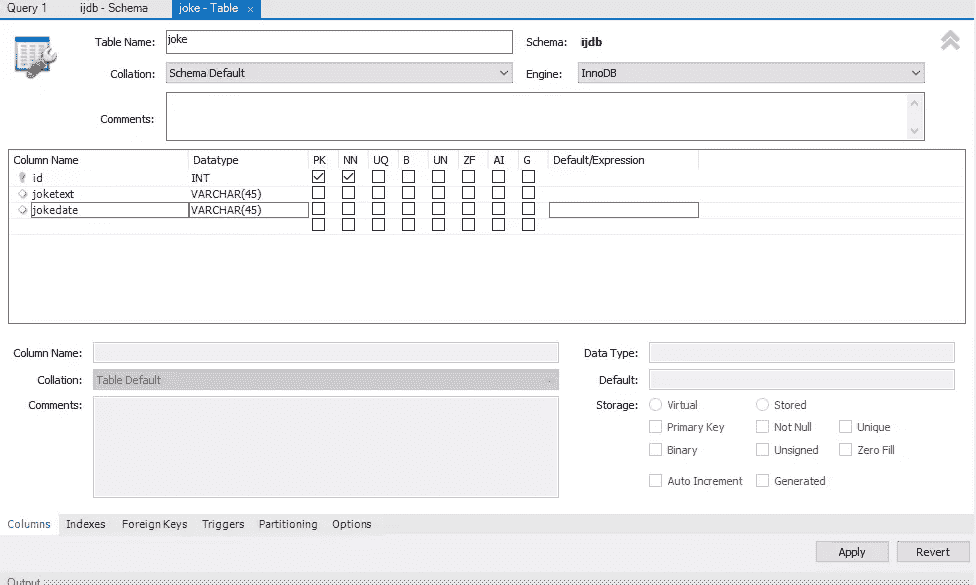 Query 1 ijdb - Schema joke - Table ×
Table Name: joke Schema: ijdb
Collation: Schema Default Engine: InnoDB
Comments:
Column Name Datatype PK NN UQ B UN ZF AI G Default/Expression
id INT
joketext VARCHAR(45)
jokedate VARCHAR(45)
Column Name: Data Type:
Collation: Table Default Default:
Comments: Storage: Virtual Stored
Primary Key Not Null Unique
Binary Unsigned Zero Fill
Auto Increment Generated
Columns Indexes Foreign Keys Triggers Partitioning Options
Apply Revert
Output